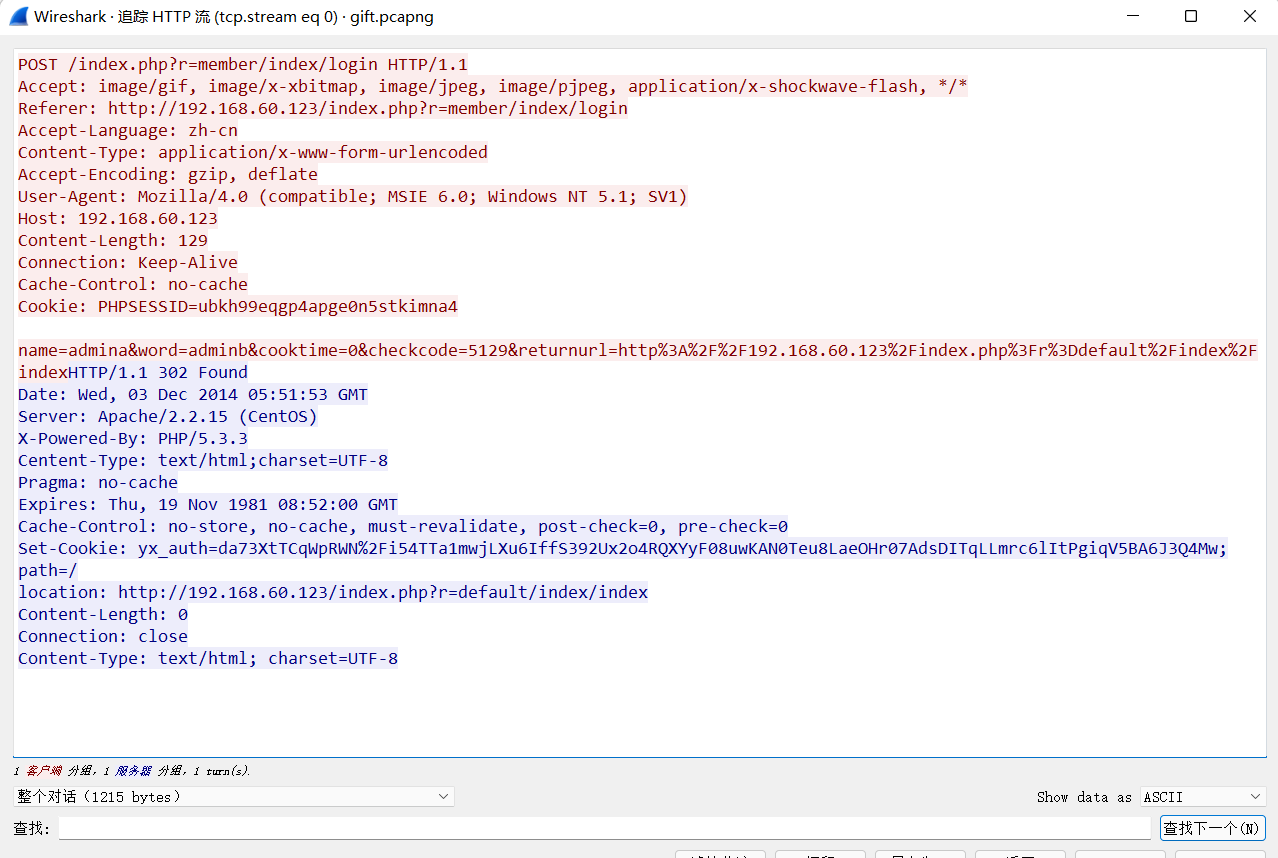 Wireshark · 追踪 HTTP 流 (tcp.stream eq 0) · gift.pcapng
POST /index.php?r=member/index/login HTTP/1.1
Accept: image/gif, image/x-xbitmap, image/jpeg, image/pjpeg, application/x-shockwave-flash, */*
Referer: http://192.168.60.123/index.php?r=member/index/login
Accept-Language: zh-cn
Content-Type: application/x-www-form-urlencoded
Accept-Encoding: gzip, deflate
User-Agent: Mozilla/4.0 (compatible; MSIE 6.0; Windows NT 5.1; SV1)
Host: 192.168.60.123
Content-Length: 129
Connection: Keep-Alive
Cache-Control: no-cache
Cookie: PHPSESSID=ubkh99eqgp4apge0n5stkimna4
name=admina&word=adminb&cooktime=0&checkcode=5129&returnurl=http%3A%2F%2F192.168.60.123%2Findex.php%3Fr%3Ddefault%2Findex%2F
indexHTTP/1.1 302 Found
Date: Wed, 03 Dec 2014 05:51:53 GMT
Server: Apache/2.2.15 (CentOS)
X-Powered-By: PHP/5.3.3
Centent-Type: text/html;charset=UTF-8
Pragma: no-cache
Expires: Thu, 19 Nov 1981 08:52:00 GMT
Cache-Control: no-store, no-cache, must-revalidate, post-check=0, pre-check=0
Set-Cookie: yx_auth=da73XtTCqWpRWN%2Fi54TTa1mwjLXu6IffS392Ux2o4RQXYyF08uwKAN0Teu8LaeOHr07AdsDITqLLmrc6lItPgiqV5BA6J3Q4Mw;
path=/
location: http://192.168.60.123/index.php?r=default/index/index
Content-Length: 0
Connection: close
Content-Type: text/html; charset=UTF-8
1 客户端 分组, 1 服务器 分组, 1 turn(s).
整个对话 (1215 bytes)
Show data as ASCII
查找:
查找下一个(N)